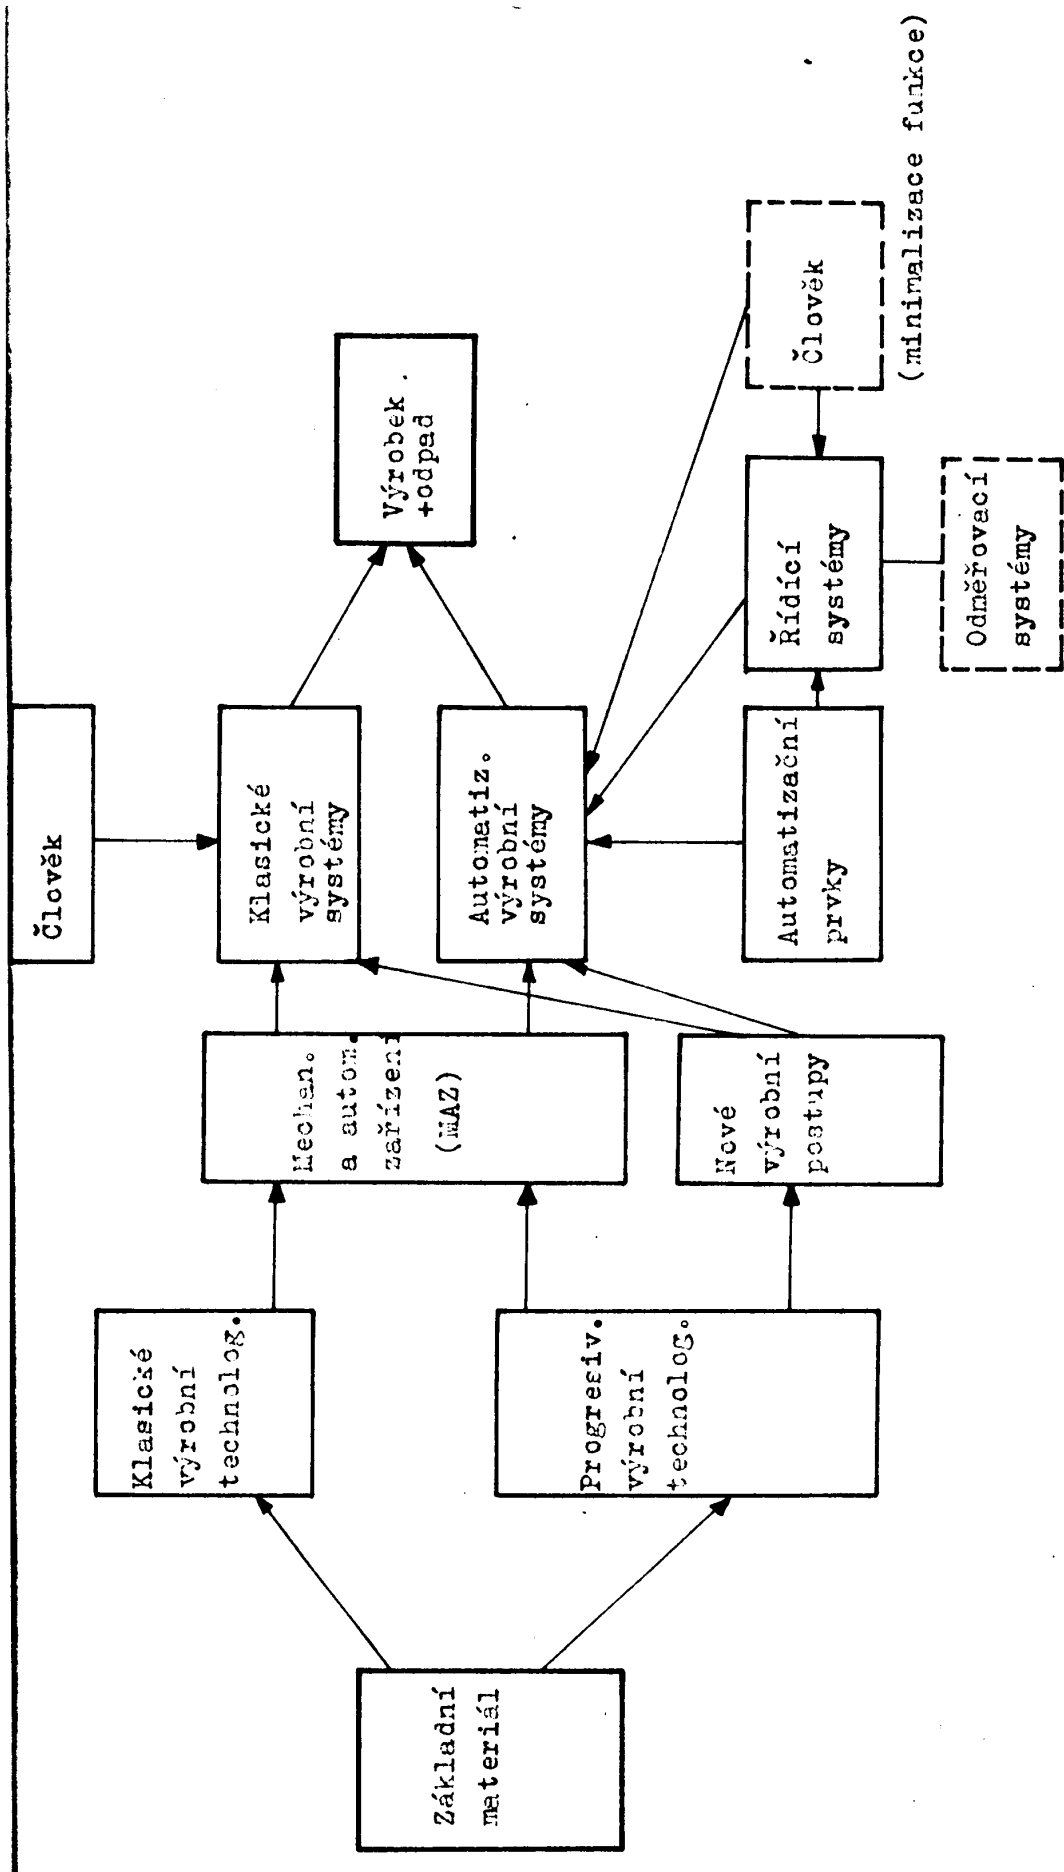 Základní
materiál
Klasické
výrobní
technolog.
Progresiv.
výrobní
technolog.
Mechan.
a autom.
zařízení
(MAZ)
Nové
výrobní
postupy
Člověk
Klasické
výrobní
systémy
Automatiz.
výrobní
systémy
Automatizační
prvky
Výrobek
+odpad
Řídící
systémy
Odměřovací
systémy
Člověk
(minimalizace funkce)